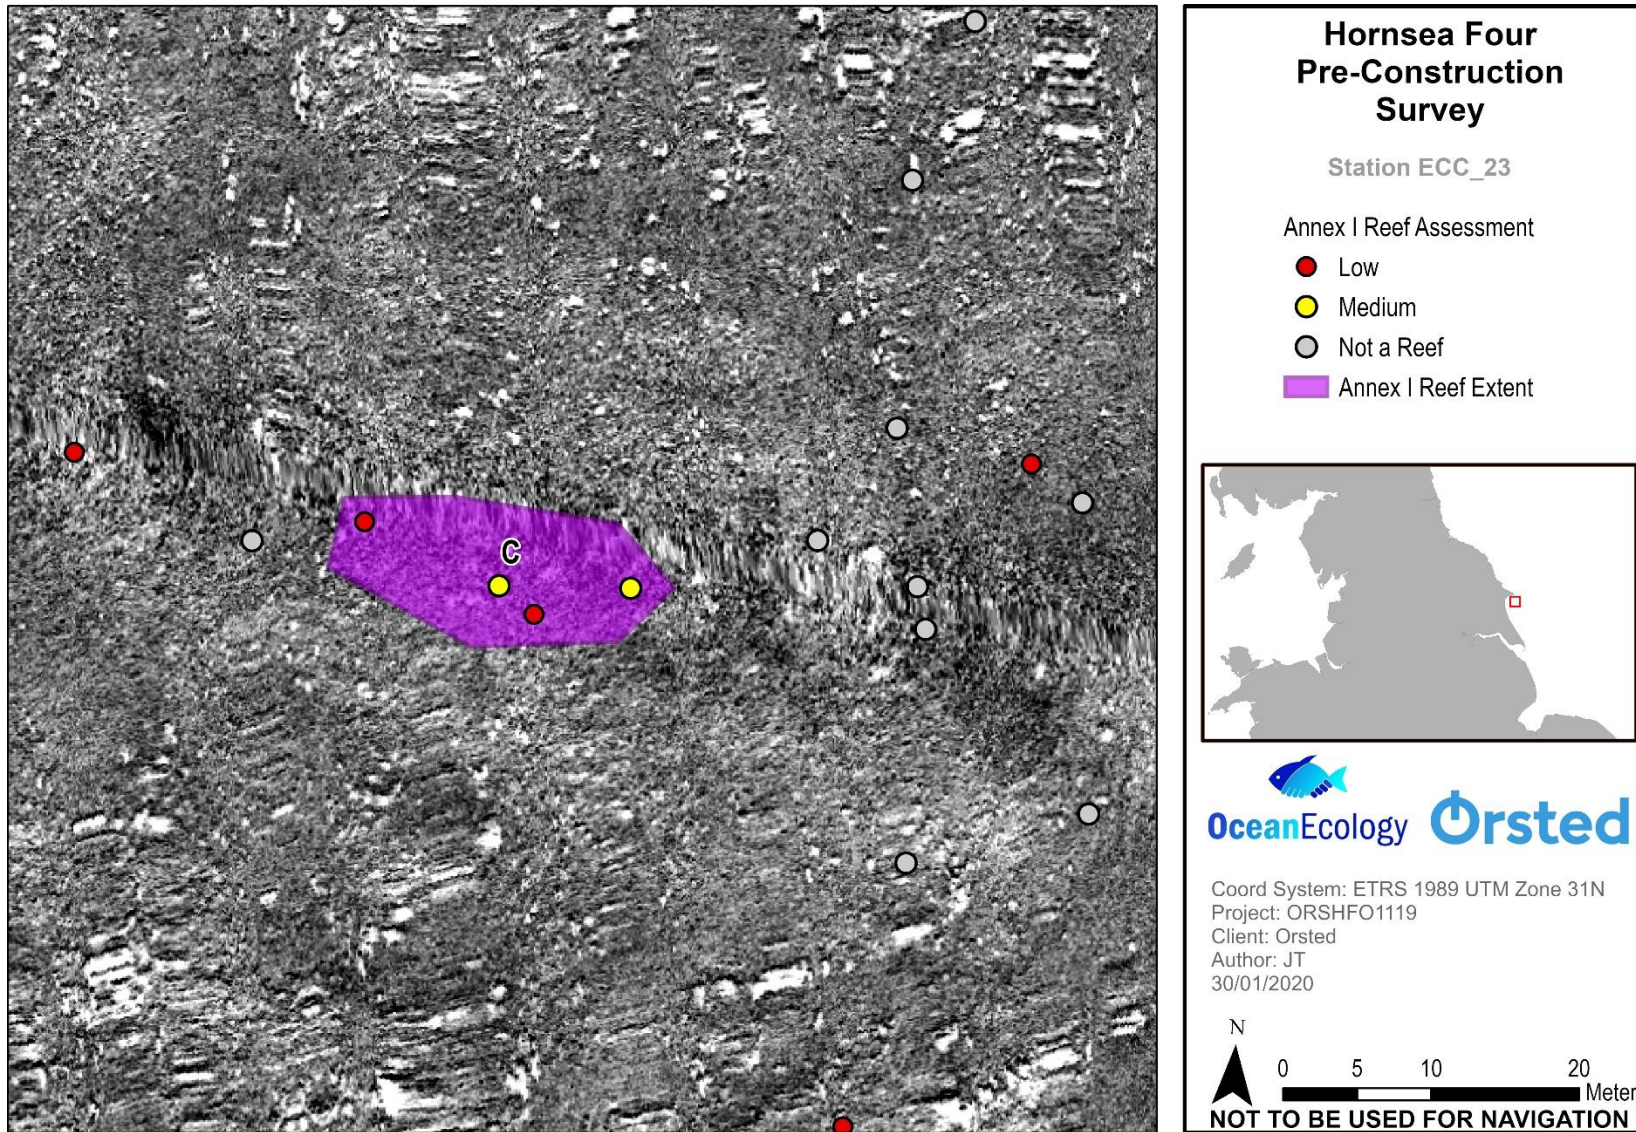 C
Hornsea Four
Pre-Construction
Survey
Station ECC_23
Annex I Reef Assessment
Low
Medium
Not a Reef
Annex I Reef Extent
OceanEcology
Orsted
Coord System: ETRS 1989 UTM Zone 31N
Project: ORSHFO1119
Client: Orsted
Author: JT
30/01/2020
N
0 5 10 20
Meter
NOT TO BE USED FOR NAVIGATION